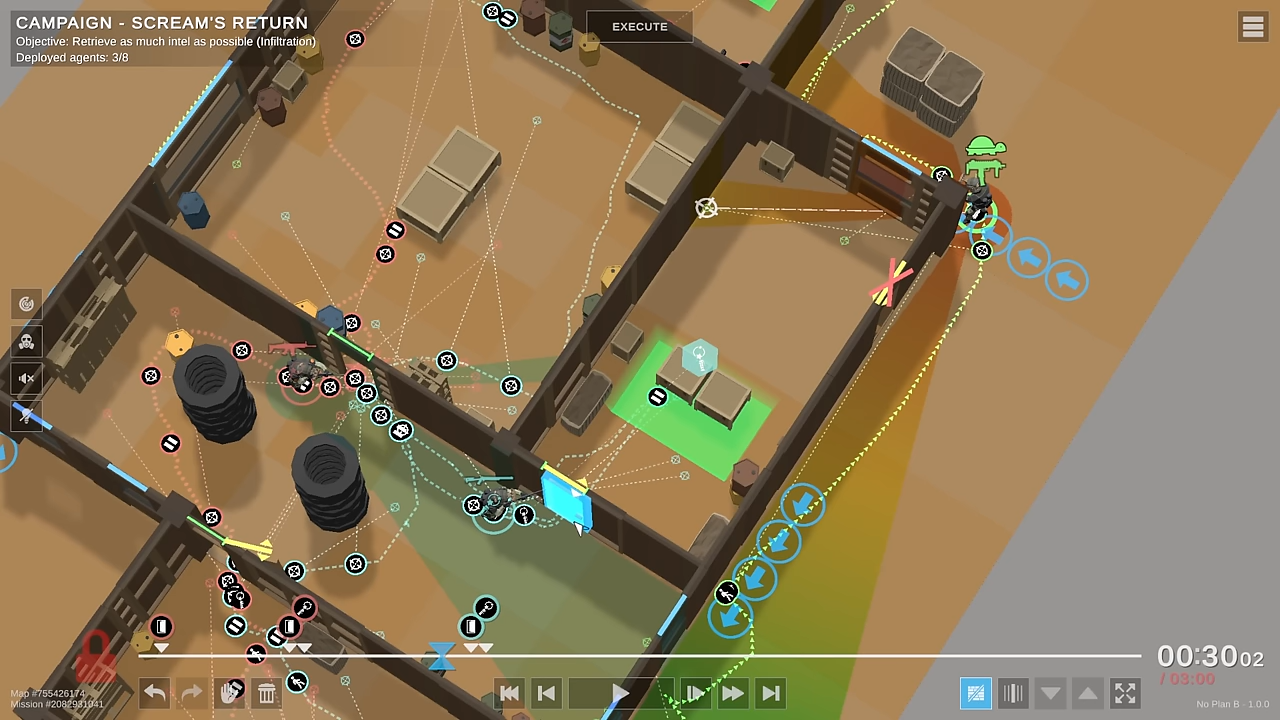 CAMPAIGN - SCREAM'S RETURN
Objective: Retrieve as much intel as possible (Infiltration)
Deployed agents: 3/8
EXECUTE
00:30 02
/ 03:00
Map #755426174
Mission #2082931941
No Plan B - 1.0.0